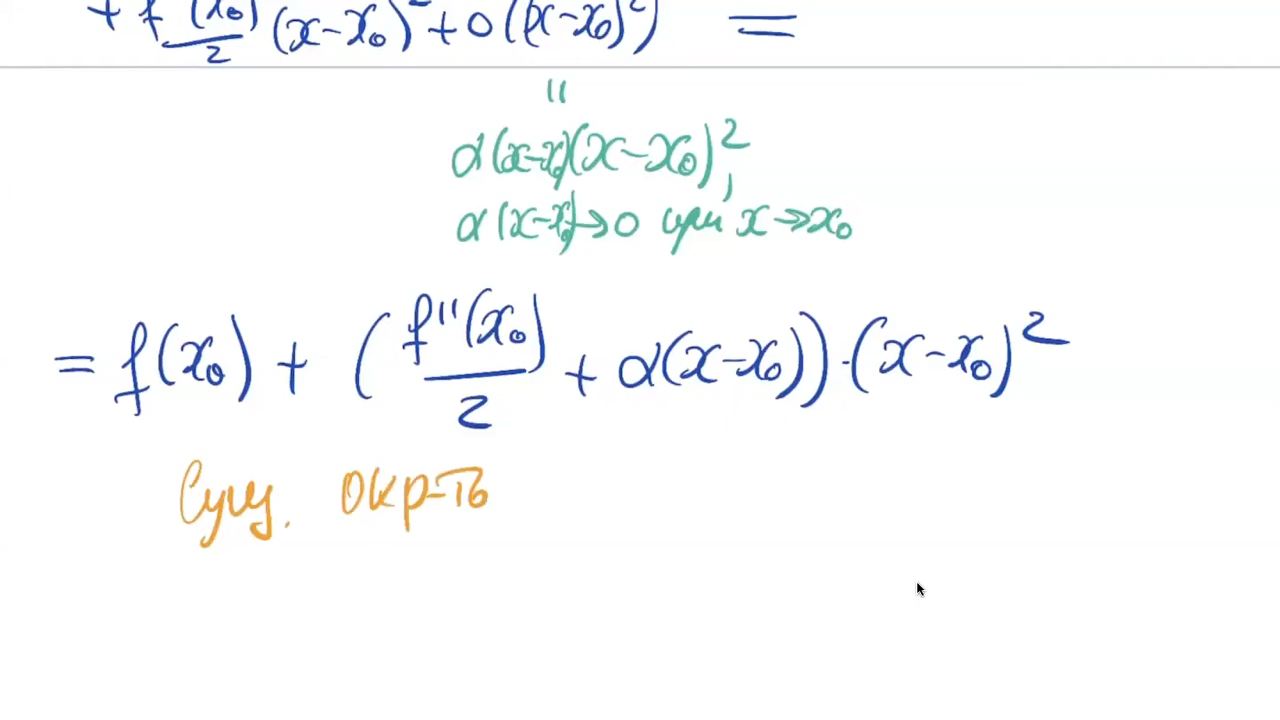 + f''(x₀)/2 (x-x₀)² + o((x-x₀)²) =
"
α(x-x₀)(x-x₀)²,
α(x-x₀)→0 при x→x₀
= f(x₀) + (f''(x₀)/2 + α(x-x₀))·(x-x₀)²
Сущ. окр-ть